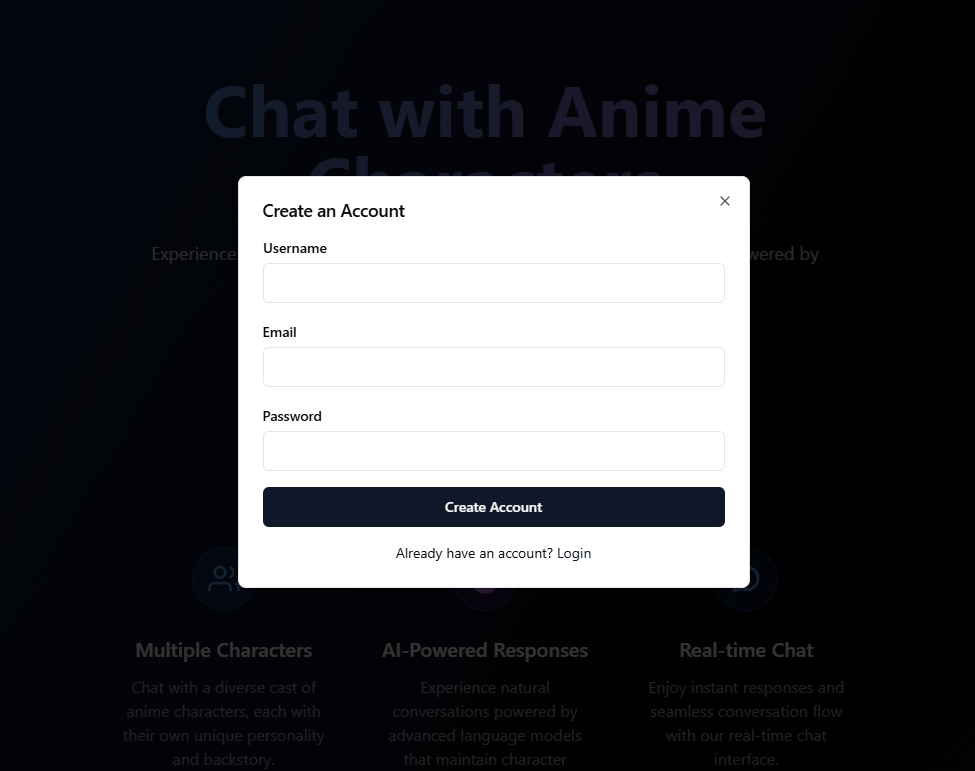 Chat with Anime
Characters
Experience
wered by
Create an Account
Username
Email
Password
Create Account
Already have an account? Login
Multiple Characters
Chat with a diverse cast of
anime characters, each with
their own unique personality
and backstory.
AI-Powered Responses
Experience natural
conversations powered by
advanced language models
that maintain character
Real-time Chat
Enjoy instant responses and
seamless conversation flow
with our real-time chat
interface.